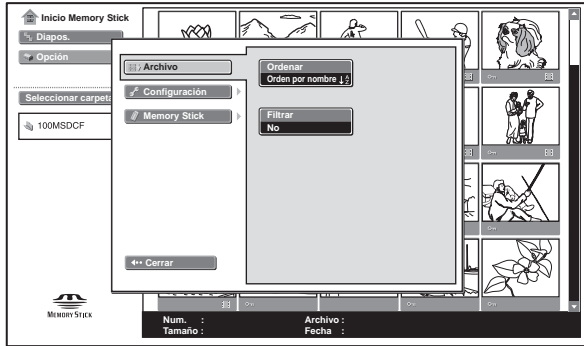 Inicio Memory Stick
Diapos.
Opción
Seleccionar carpeta
100MSDCF
Archivo
Configuración
Memory Stick
Cerrar
Ordenar
Orden por nombre
Filtrar
No
MEMORY STICK
Num. : Archivo :
Tamaño : Fecha :